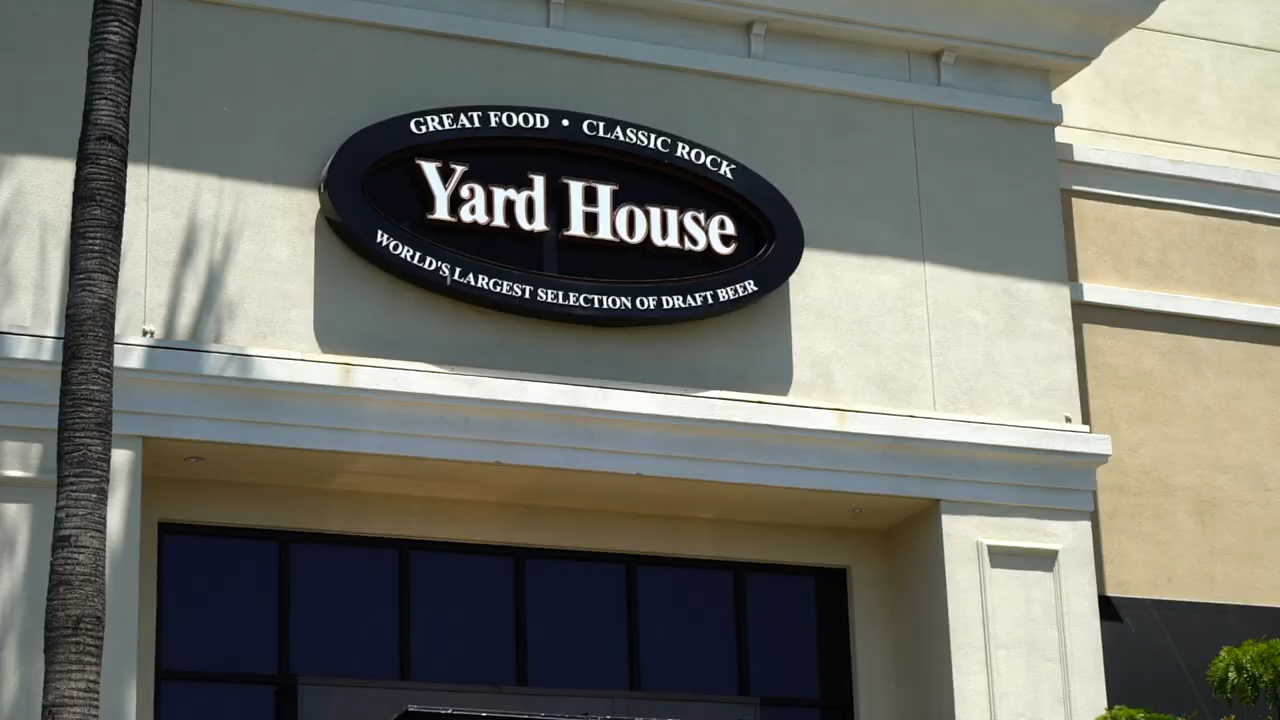 GREAT FOOD • CLASSIC ROCK
Yard House
WORLD'S LARGEST SELECTION OF DRAFT BEER